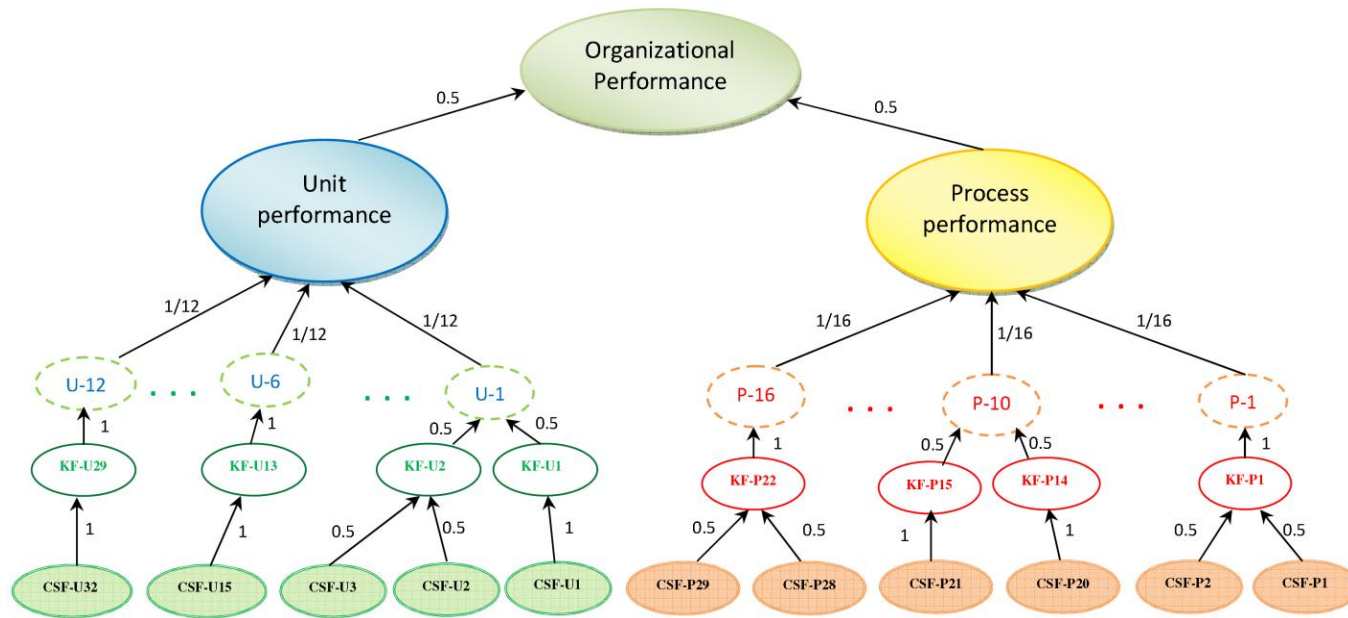 Organizational
Performance
0.5
0.5
Unit
performance
Process
performance
1/12
1/12
1/12
1/16
1/16
1/16
U-12
. . .
U-6
. . .
U-1
P-16
. . .
P-10
. . .
P-1
1
1
0.5
0.5
1
0.5
0.5
1
KF-U29
KF-U13
KF-U2
KF-U1
KF-P22
KF-P15
KF-P14
KF-P1
1
1
0.5
0.5
1
0.5
0.5
1
1
0.5
0.5
CSF-U32
CSF-U15
CSF-U3
CSF-U2
CSF-U1
CSF-P29
CSF-P28
CSF-P21
CSF-P20
CSF-P2
CSF-P1